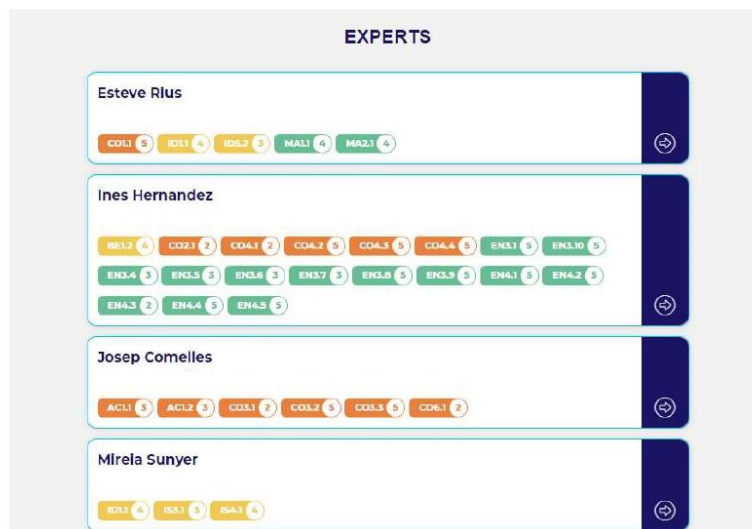 EXPERTS
Esteve Rius
CO1.1 5 ID1.1 4 ID5.2 3 MA1.1 4 MA2.1 4
Ines Hernandez
BE1.2 4 CO2.1 2 CO4.1 2 CO4.2 5 CO4.3 5 CO4.4 5 EN3.1 5 EN3.10 5
EN3.4 3 EN3.5 3 EN3.6 3 EN3.7 3 EN3.8 5 EN3.9 5 EN4.1 5 EN4.2 5
EN4.3 2 EN4.4 5 EN4.5 5
Josep Comelles
AC1.1 3 AC1.2 3 CO3.1 2 CO3.2 5 CO3.3 5 CO6.1 2
Mireia Sunyer
ID1.1 4 IS3.1 3 IS4.1 4